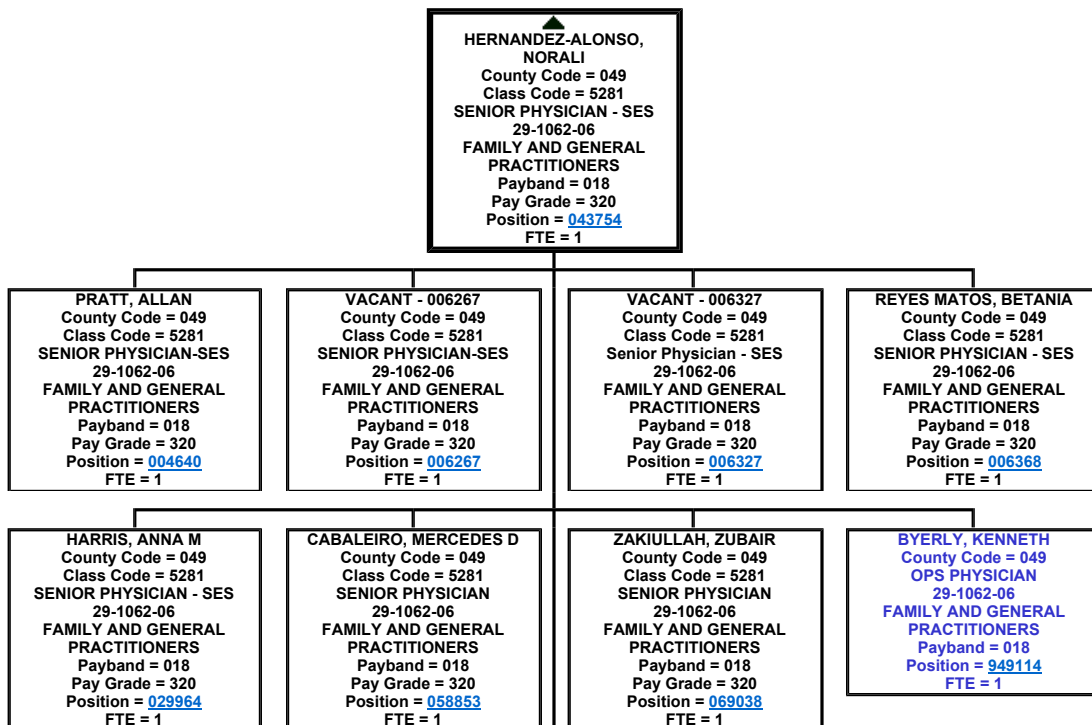 HERNANDEZ-ALONSO,
NORALI
County Code = 049
Class Code = 5281
SENIOR PHYSICIAN - SES
29-1062-06
FAMILY AND GENERAL
PRACTITIONERS
Payband = 018
Pay Grade = 320
Position = 043754
FTE = 1
PRATT, ALLAN
County Code = 049
Class Code = 5281
SENIOR PHYSICIAN-SES
29-1062-06
FAMILY AND GENERAL
PRACTITIONERS
Payband = 018
Pay Grade = 320
Position = 004640
FTE = 1
VACANT - 006267
County Code = 049
Class Code = 5281
SENIOR PHYSICIAN-SES
29-1062-06
FAMILY AND GENERAL
PRACTITIONERS
Payband = 018
Pay Grade = 320
Position = 006267
FTE = 1
VACANT - 006327
County Code = 049
Class Code = 5281
Senior Physician - SES
29-1062-06
FAMILY AND GENERAL
PRACTITIONERS
Payband = 018
Pay Grade = 320
Position = 006327
FTE = 1
REYES MATOS, BETANIA
County Code = 049
Class Code = 5281
SENIOR PHYSICIAN - SES
29-1062-06
FAMILY AND GENERAL
PRACTITIONERS
Payband = 018
Pay Grade = 320
Position = 006368
FTE = 1
HARRIS, ANNA M
County Code = 049
Class Code = 5281
SENIOR PHYSICIAN - SES
29-1062-06
FAMILY AND GENERAL
PRACTITIONERS
Payband = 018
Pay Grade = 320
Position = 029964
FTE = 1
CABALEIRO, MERCEDES D
County Code = 049
Class Code = 5281
SENIOR PHYSICIAN
29-1062-06
FAMILY AND GENERAL
PRACTITIONERS
Payband = 018
Pay Grade = 320
Position = 058853
FTE = 1
ZAKIULLAH, ZUBAIR
County Code = 049
Class Code = 5281
SENIOR PHYSICIAN
29-1062-06
FAMILY AND GENERAL
PRACTITIONERS
Payband = 018
Pay Grade = 320
Position = 069038
FTE = 1
BYERLY, KENNETH
County Code = 049
OPS PHYSICIAN
29-1062-06
FAMILY AND GENERAL
PRACTITIONERS
Payband = 018
Position = 949114
FTE = 1